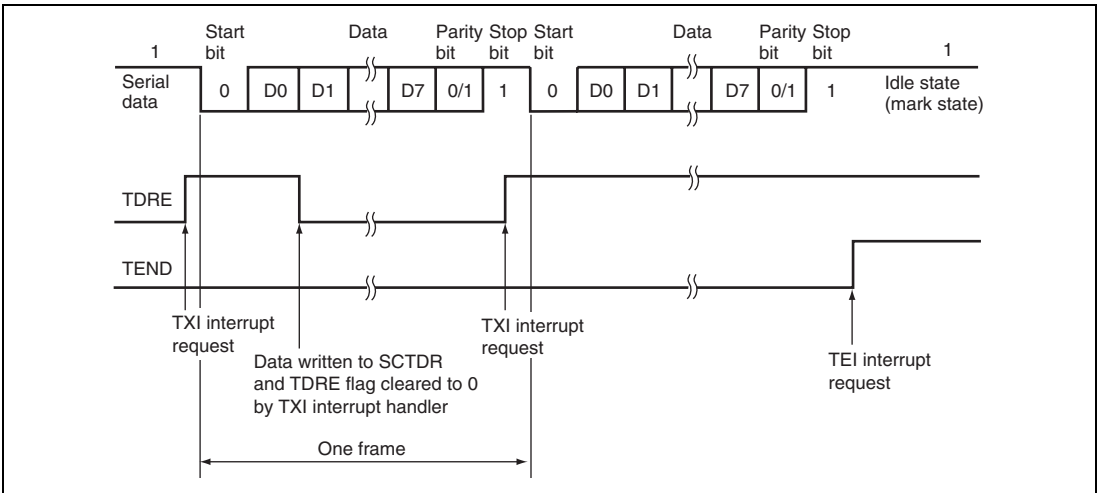 Start bit Data Parity bit Stop bit Start bit Data Parity bit Stop bit
1 1
Serial data 0 D0 D1 D7 0/1 1 0 D0 D1 D7 0/1 1 Idle state (mark state)
TDRE
TEND
TXI interrupt request
Data written to SCTDR
and TDRE flag cleared to 0
by TXI interrupt handler
TXI interrupt request
TEI interrupt request
One frame